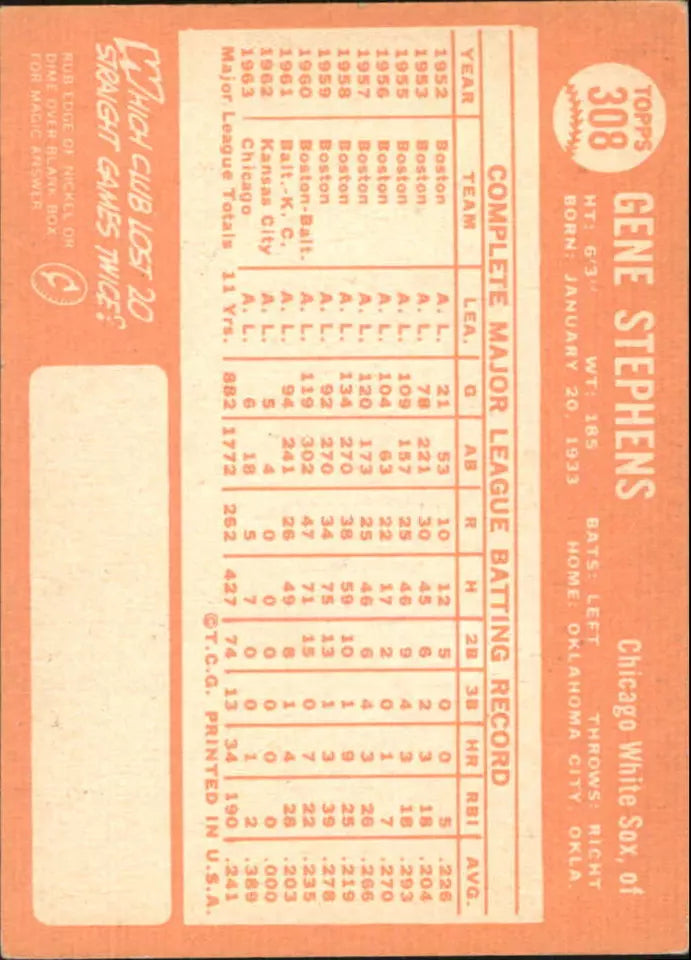 TOPPS
308
GENE STEPHENS
Chicago White Sox, of
HT: 6'3" WT: 185 BATS: LEFT THROWS: RIGHT
BORN: JANUARY 20, 1933 HOME: OKLAHOMA CITY, OKLA.
COMPLETE MAJOR LEAGUE BATTING RECORD
YEAR TEAM LEA. G AB R H 2B 3B HR RBI AVG.
1952 Boston A. L. 21 53 10 12 5 0 0 5 .226
1953 Boston A. L. 78 221 30 45 6 2 3 18 .204
1955 Boston A. L. 109 157 25 46 9 4 3 18 .293
1956 Boston A. L. 104 63 22 17 2 0 1 7 .270
1957 Boston A. L. 120 173 25 46 6 4 3 26 .266
1958 Boston A. L. 134 270 38 59 10 1 9 25 .219
1959 Boston A. L. 92 270 34 75 13 1 3 39 .278
1960 Boston-Balt. A. L. 119 302 47 71 15 0 7 22 .235
1961 Balt.-K. C. A. L. 94 241 26 49 8 1 4 28 .203
1962 Kansas City A. L. 5 4 0 0 0 0 0 0 .000
1963 Chicago A. L. 6 18 5 7 0 0 1 2 .389
Major League Totals 11 Yrs. 882 1772 262 427 74 13 34 190 .241
©T.C.G. PRINTED IN U.S.A.
WHICH CLUB LOST 20
STRAIGHT GAMES TWICE?
RUB EDGE OF NICKEL OR
DIME OVER BLANK BOX
FOR MAGIC ANSWER